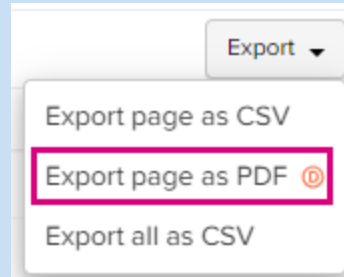 Export
Export page as CSV
Export page as PDF D
Export all as CSV